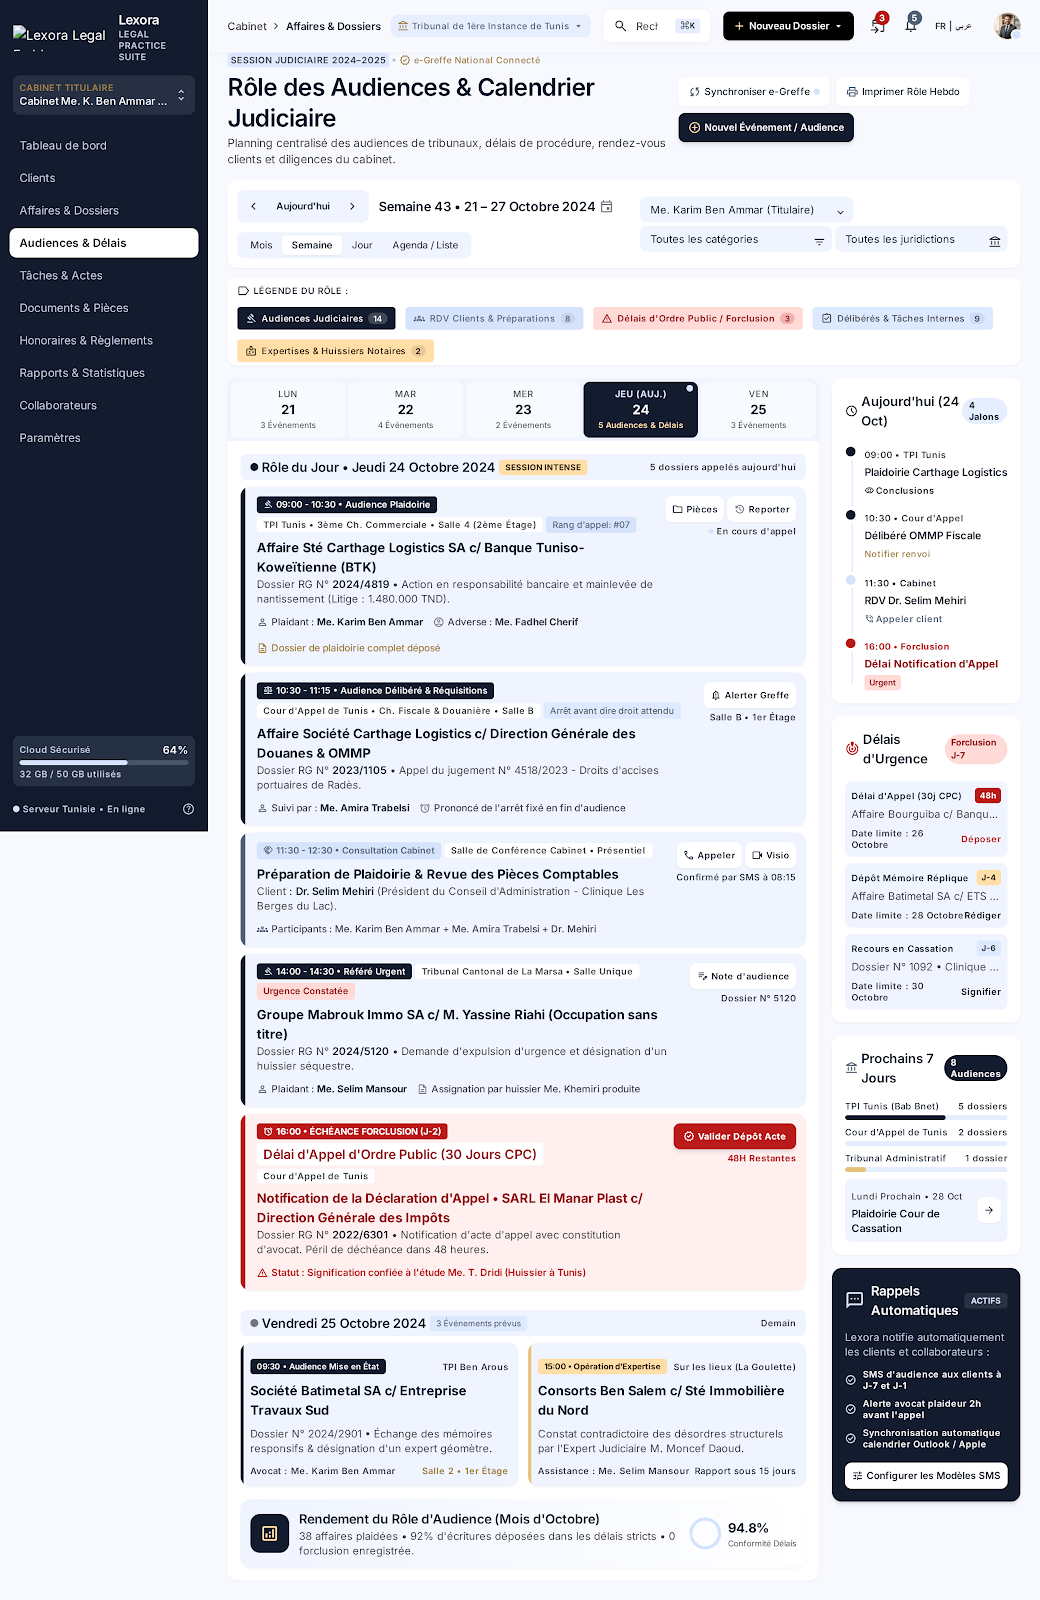 Lexora Legal
Lexora
LEGAL
PRACTICE
SUITE
CABINET TITULAIRE
Cabinet Me. K. Ben Ammar ...
Tableau de bord
Clients
Affaires & Dossiers
Audiences & Délais
Tâches & Actes
Documents & Pièces
Honoraires & Règlements
Rapports & Statistiques
Collaborateurs
Paramètres
Cloud Sécurisé 64%
32 GB / 50 GB utilisés
Serveur Tunisie • En ligne
Cabinet > Affaires & Dossiers
Tribunal de 1ère Instance de Tunis
Rech
⌘K
+ Nouveau Dossier
3
5
FR | عربي
SESSION JUDICIAIRE 2024–2025 • e-Greffe National Connecté
Rôle des Audiences & Calendrier
Judiciaire
Planning centralisé des audiences de tribunaux, délais de procédure, rendez-vous
clients et diligences du cabinet.
Synchroniser e-Greffe
Imprimer Rôle Hebdo
Nouvel Événement / Audience
Aujourd'hui
Semaine 43 • 21 – 27 Octobre 2024
Mois Semaine Jour Agenda / Liste
Me. Karim Ben Ammar (Titulaire)
Toutes les catégories
Toutes les juridictions
LÉGENDE DU RÔLE :
Audiences Judiciaires 14
RDV Clients & Préparations 8
Délais d'Ordre Public / Forclusion 3
Délibérés & Tâches Internes 9
Expertises & Huissiers Notaires 2
LUN
21
3 Événements
MAR
22
4 Événements
MER
23
2 Événements
JEU (AUJ.)
24
5 Audiences & Délais
VEN
25
3 Événements
Rôle du Jour • Jeudi 24 Octobre 2024 SESSION INTENSE 5 dossiers appelés aujourd'hui
09:00 - 10:30 • Audience Plaidoirie
TPI Tunis • 3ème Ch. Commerciale • Salle 4 (2ème Étage) Rang d'appel: #07
Pièces Reporter
En cours d'appel
Affaire Sté Carthage Logistics SA c/ Banque Tuniso-
Koweïtienne (BTK)
Dossier RG N° 2024/4819 • Action en responsabilité bancaire et mainlevée de
nantissement (Litige : 1.480.000 TND).
Plaidant : Me. Karim Ben Ammar Adverse : Me. Fadhel Cherif
Dossier de plaidoirie complet déposé
10:30 - 11:15 • Audience Délibéré & Réquisitions
Cour d'Appel de Tunis • Ch. Fiscale & Douanière • Salle B Arrêt avant dire droit attendu
Alerter Greffe
Salle B • 1er Étage
Affaire Société Carthage Logistics c/ Direction Générale des
Douanes & OMMP
Dossier RG N° 2023/1105 • Appel du jugement N° 4518/2023 - Droits d'accises
portuaires de Radès.
Suivi par : Me. Amira Trabelsi Prononcé de l'arrêt fixé en fin d'audience
11:30 - 12:30 • Consultation Cabinet Salle de Conférence Cabinet • Présentiel
Appeler Visio
Confirmé par SMS à 08:15
Préparation de Plaidoirie & Revue des Pièces Comptables
Client : Dr. Selim Mehiri (Président du Conseil d'Administration - Clinique Les
Berges du Lac).
Participants : Me. Karim Ben Ammar + Me. Amira Trabelsi + Dr. Mehiri
14:00 - 14:30 • Référé Urgent Tribunal Cantonal de La Marsa • Salle Unique
Urgence Constatée
Note d'audience
Dossier N° 5120
Groupe Mabrouk Immo SA c/ M. Yassine Riahi (Occupation sans
titre)
Dossier RG N° 2024/5120 • Demande d'expulsion d'urgence et désignation d'un
huissier séquestre.
Plaidant : Me. Selim Mansour Assignation par huissier Me. Khemiri produite
16:00 • ÉCHÉANCE FORCLUSION (J-2)
Délai d'Appel d'Ordre Public (30 Jours CPC)
Cour d'Appel de Tunis
Valider Dépôt Acte
48H Restantes
Notification de la Déclaration d'Appel • SARL El Manar Plast c/
Direction Générale des Impôts
Dossier RG N° 2022/6301 • Notification d'acte d'appel avec constitution
d'avocat. Péril de déchéance dans 48 heures.
Statut : Signification confiée à l'étude Me. T. Dridi (Huissier à Tunis)
Vendredi 25 Octobre 2024 3 Événements prévus Demain
09:30 • Audience Mise en État TPI Ben Arous
Société Batimetal SA c/ Entreprise
Travaux Sud
Dossier N° 2024/2901 • Échange des mémoires
responsifs & désignation d'un expert géomètre.
Avocat : Me. Karim Ben Ammar Salle 2 • 1er Étage
15:00 • Opération d'Expertise Sur les lieux (La Goulette)
Consorts Ben Salem c/ Sté Immobilière
du Nord
Constat contradictoire des désordres structurels
par l'Expert Judiciaire M. Moncef Daoud.
Assistance : Me. Selim Mansour Rapport sous 15 jours
Rendement du Rôle d'Audience (Mois d'Octobre)
38 affaires plaidées • 92% d'écritures déposées dans les délais stricts • 0
forclusion enregistrée.
94.8%
Conformité Délais
Aujourd'hui (24
Oct)
4
Jalons
09:00 • TPI Tunis
Plaidoirie Carthage Logistics
Conclusions
10:30 • Cour d'Appel
Délibéré OMMP Fiscale
Notifier renvoi
11:30 • Cabinet
RDV Dr. Selim Mehiri
Appeler client
16:00 • Forclusion
Délai Notification d'Appel
Urgent
Délais
d'Urgence
Forclusion
J-7
Délai d'Appel (30j CPC) 48h
Affaire Bourguiba c/ Banqu...
Date limite : 26
Octobre
Déposer
Dépôt Mémoire Réplique J-4
Affaire Batimetal SA c/ ETS ...
Date limite : 28 Octobre Rédiger
Recours en Cassation J-6
Dossier N° 1092 • Clinique ...
Date limite : 30
Octobre
Signifier
Prochains 7
Jours
8
Audiences
TPI Tunis (Bab Bnet) 5 dossiers
Cour d'Appel de Tunis 2 dossiers
Tribunal Administratif 1 dossier
Lundi Prochain • 28 Oct
Plaidoirie Cour de
Cassation
Rappels
Automatiques
ACTIFS
Lexora notifie automatiquement
les clients et collaborateurs :
SMS d'audience aux clients à
J-7 et J-1
Alerte avocat plaideur 2h
avant l'appel
Synchronisation automatique
calendrier Outlook / Apple
Configurer les Modèles SMS